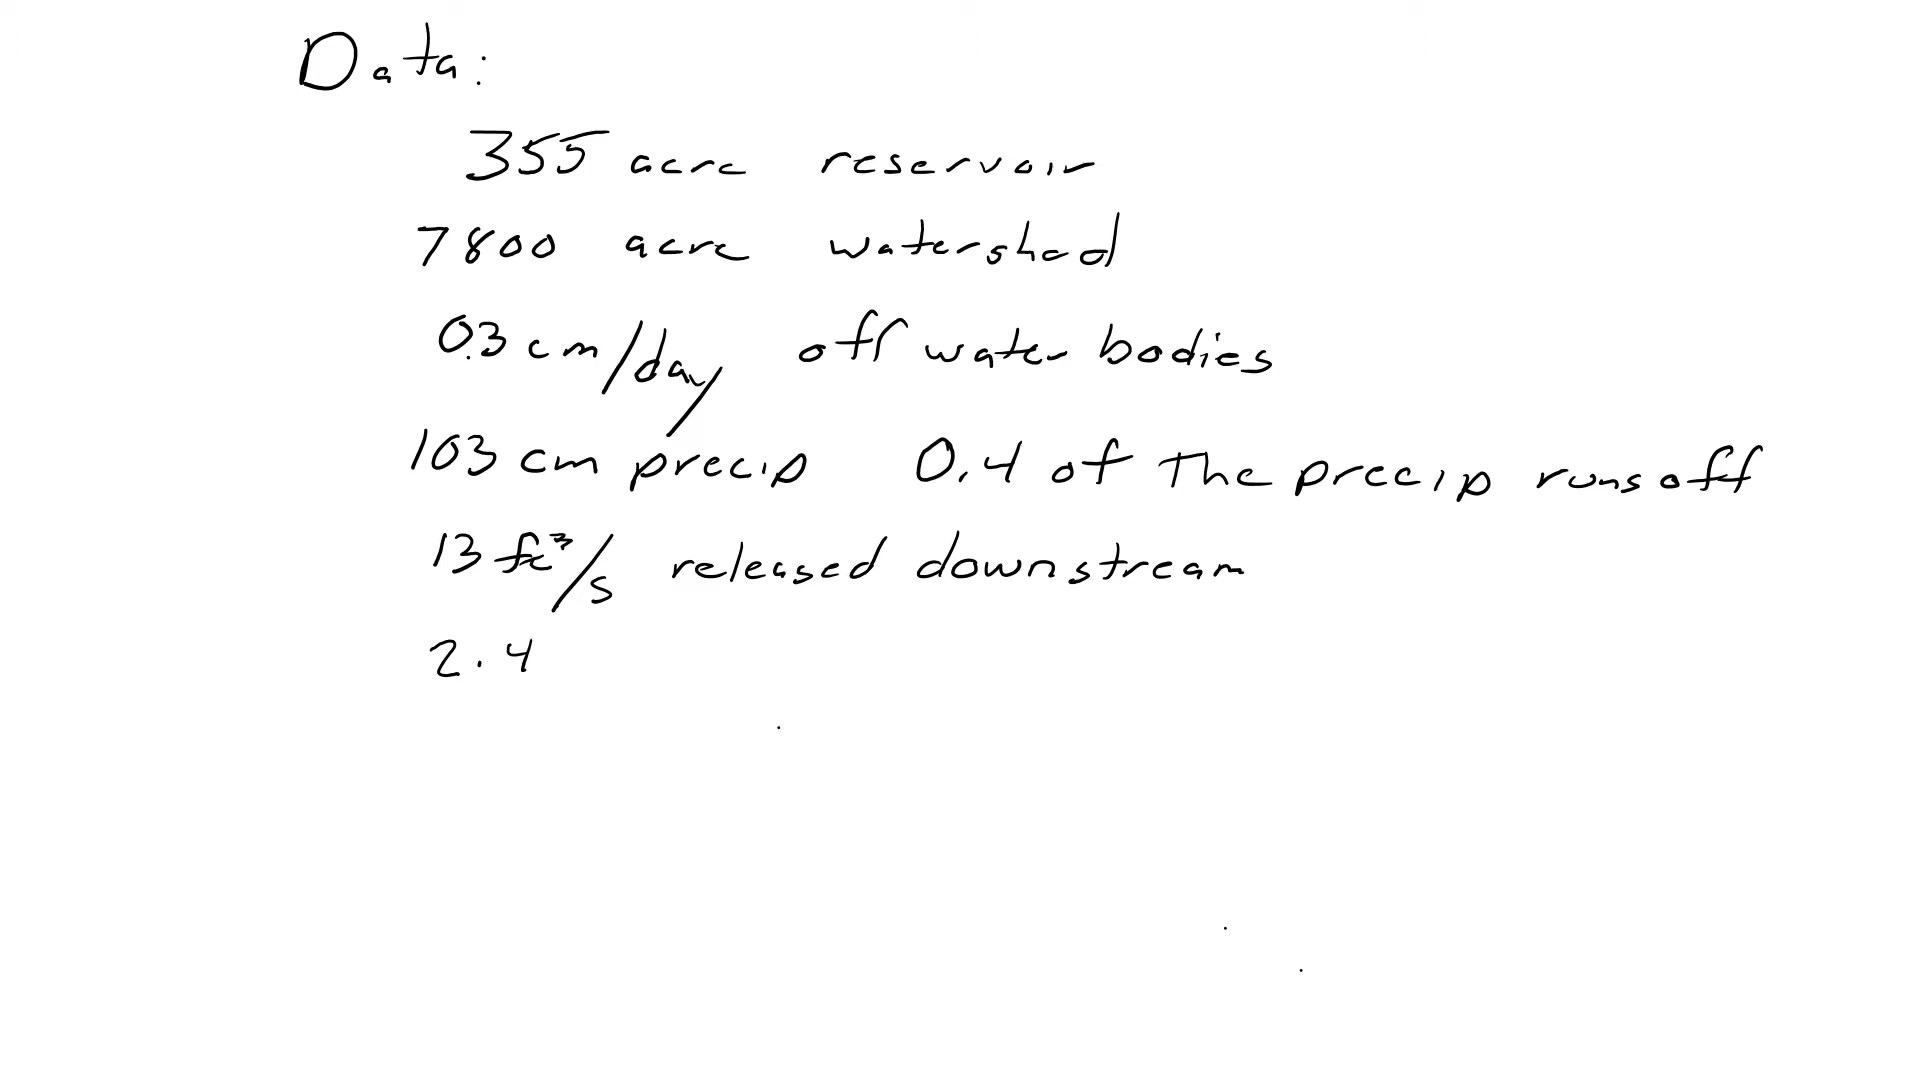 Data:
355 acre reservoir
7800 acre watershed
0.3 cm/day off water bodies
103 cm precip 0.4 of the precip runs off
13 ft³/s released downstream
2.4